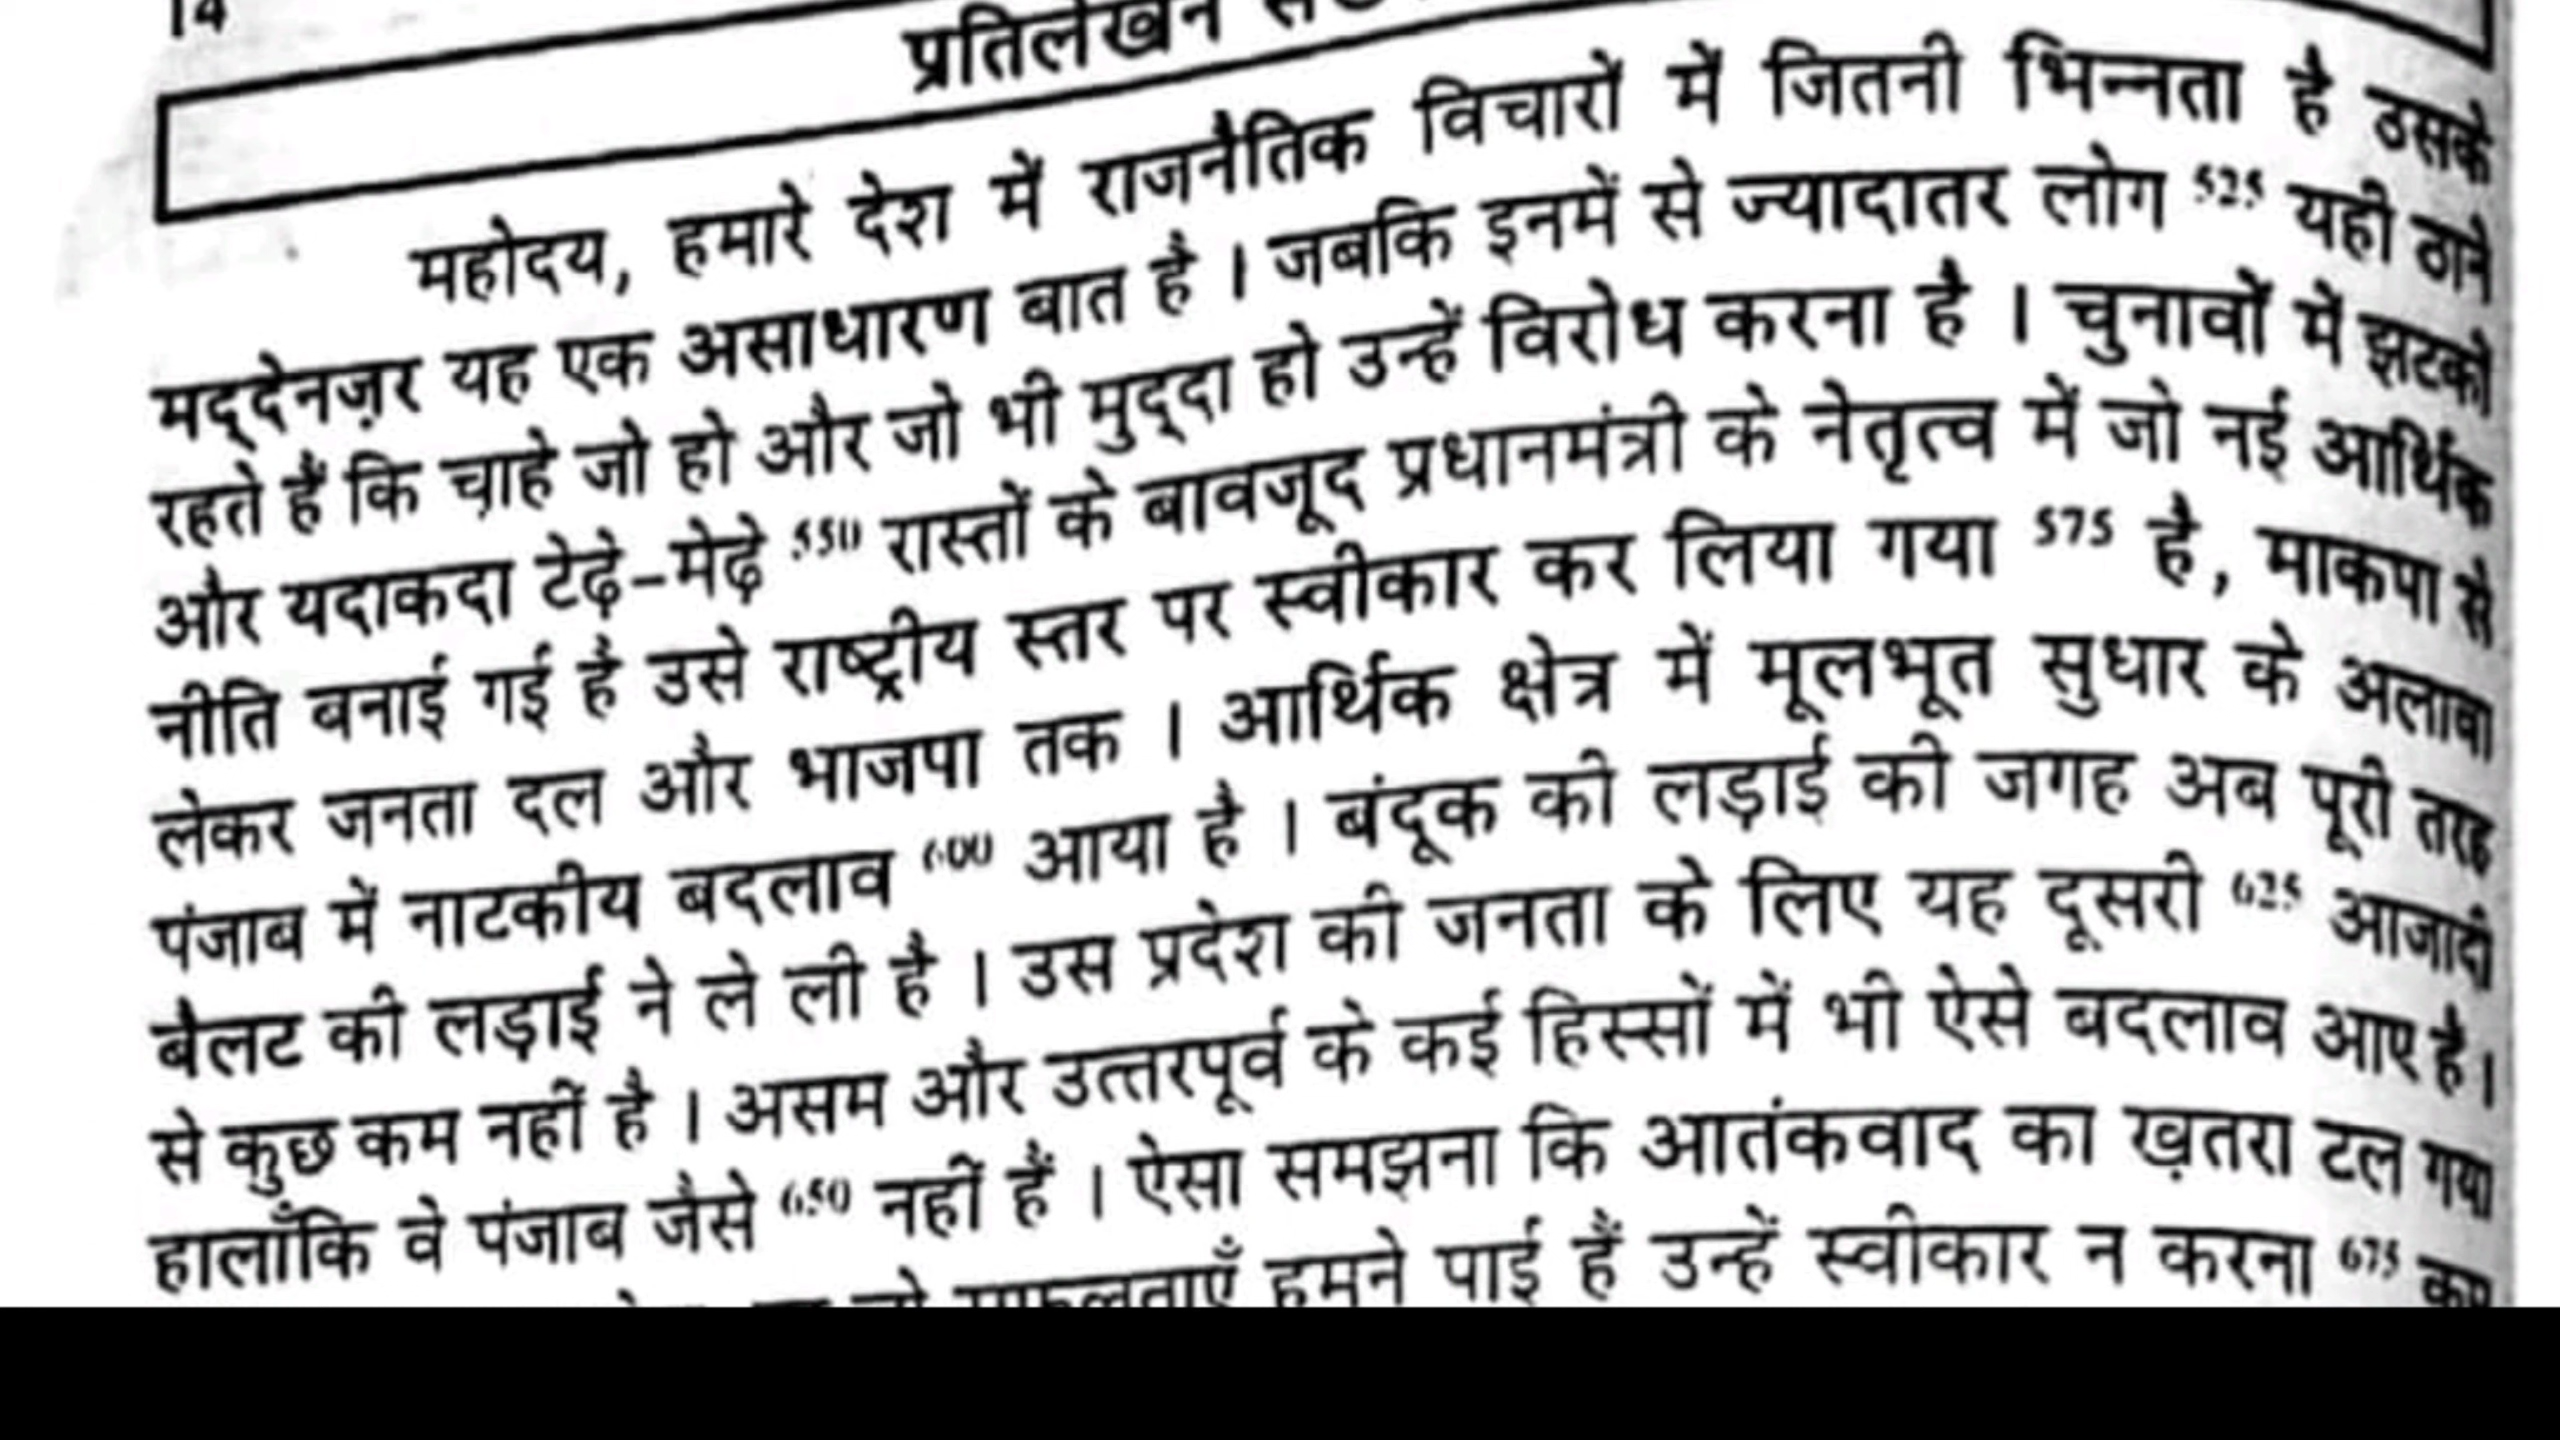 14
प्रतिलेखन
महोदय, हमारे देश में राजनैतिक विचारों में जितनी भिन्नता है उसके
मद्देनज़र यह एक असाधारण बात है । जबकि इनमें से ज्यादातर लोग 525 यही ठाने
रहते हैं कि चाहे जो हो और जो भी मुद्दा हो उन्हें विरोध करना है । चुनावों में झटकों
और यदाकदा टेढ़े-मेढ़े 550 रास्तों के बावजूद प्रधानमंत्री के नेतृत्व में जो नई आर्थिक
नीति बनाई गई है उसे राष्ट्रीय स्तर पर स्वीकार कर लिया गया 575 है, माकपा से
लेकर जनता दल और भाजपा तक । आर्थिक क्षेत्र में मूलभूत सुधार के अलावा
पंजाब में नाटकीय बदलाव 600 आया है । बंदूक की लड़ाई की जगह अब पूरी तरह
बैलट की लड़ाई ने ले ली है । उस प्रदेश की जनता के लिए यह दूसरी 625 आजादी
से कुछ कम नहीं है । असम और उत्तरपूर्व के कई हिस्सों में भी ऐसे बदलाव आए है ।
हालाँकि वे पंजाब जैसे 650 नहीं हैं । ऐसा समझना कि आतंकवाद का ख़तरा टल गया
जो सफलताएँ हमने पाई हैं उन्हें स्वीकार न करना 675